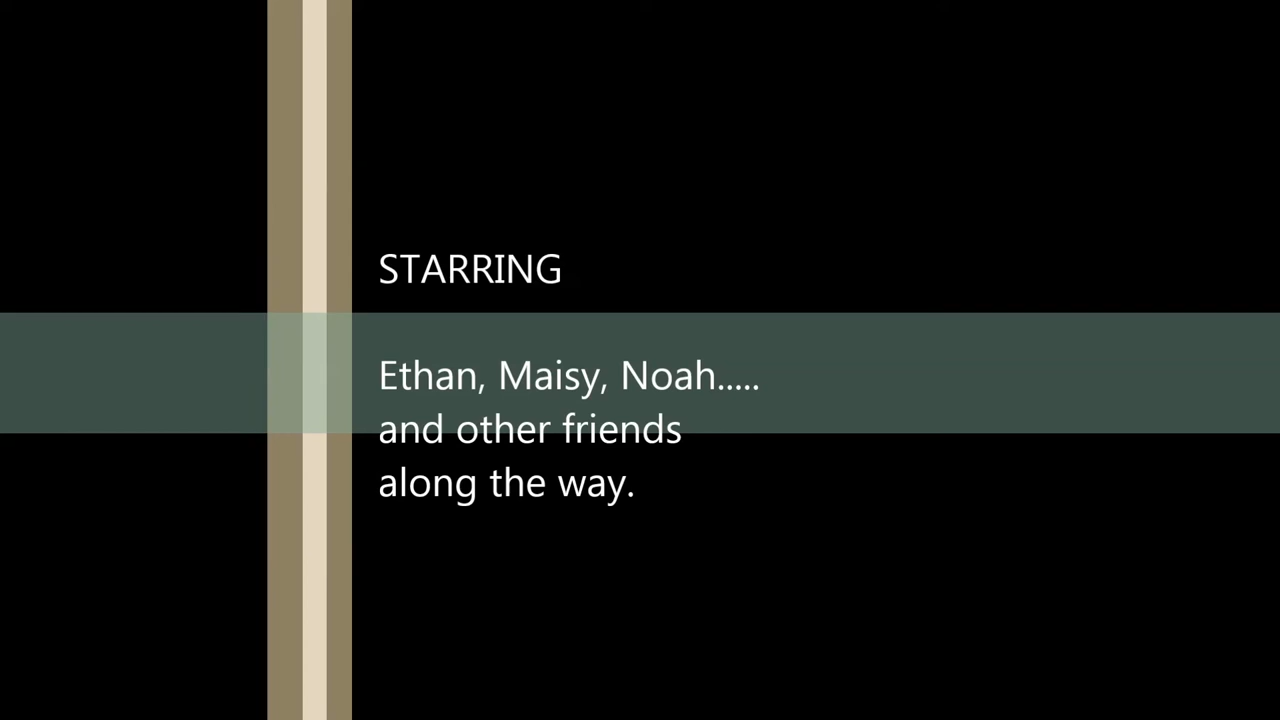 STARRING
Ethan, Maisy, Noah.....
and other friends
along the way.